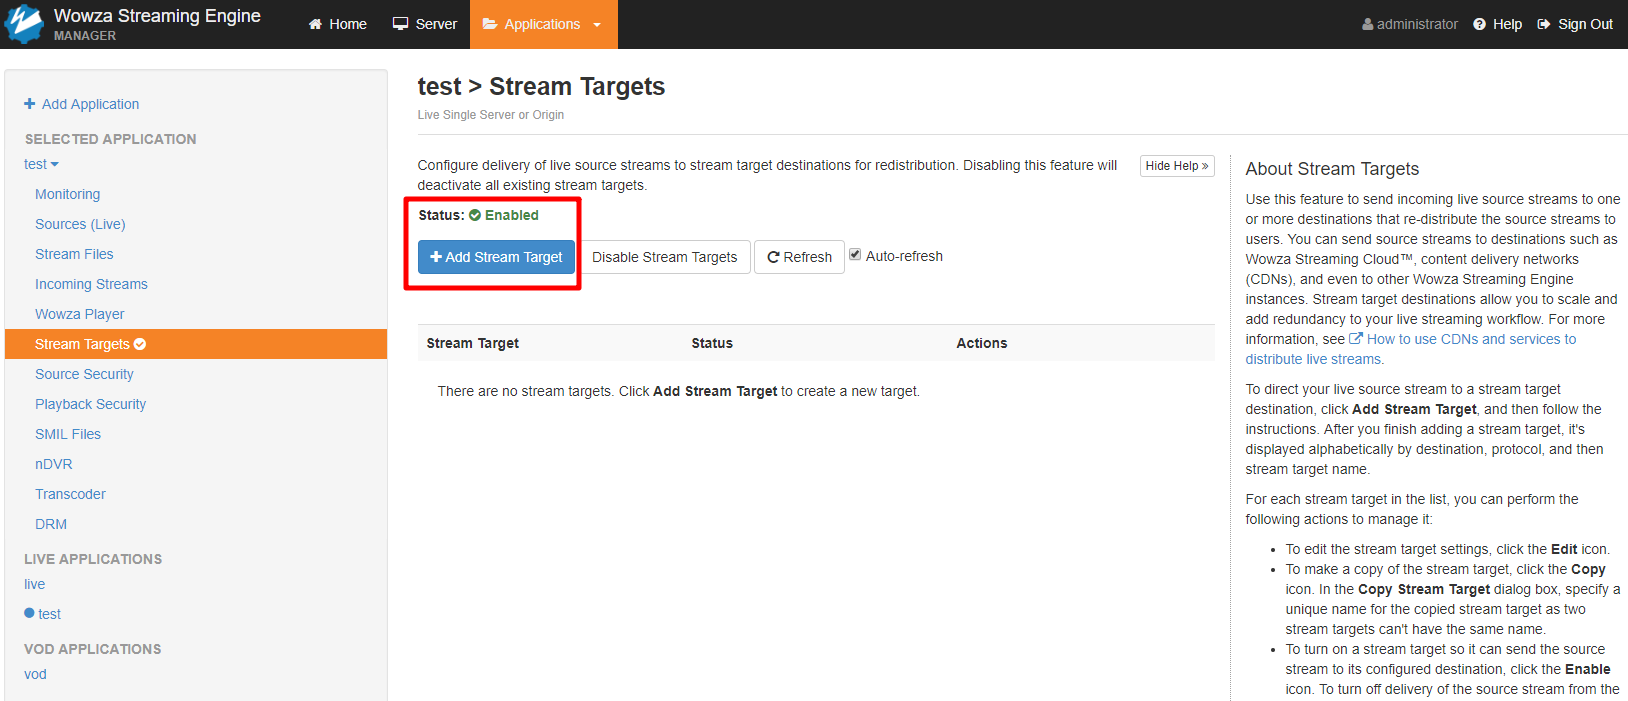 Wowza Streaming Engine
MANAGER
Home
Server
Applications
administrator
Help
Sign Out
Add Application
SELECTED APPLICATION
test
Monitoring
Sources (Live)
Stream Files
Incoming Streams
Wowza Player
Stream Targets
Source Security
Playback Security
SMIL Files
nDVR
Transcoder
DRM
LIVE APPLICATIONS
live
test
VOD APPLICATIONS
vod
test > Stream Targets
Live Single Server or Origin
Configure delivery of live source streams to stream target destinations for redistribution. Disabling this feature will
deactivate all existing stream targets.
Hide Help »
Status: Enabled
Add Stream Target
Disable Stream Targets
Refresh
Auto-refresh
Stream Target
Status
Actions
There are no stream targets. Click Add Stream Target to create a new target.
About Stream Targets
Use this feature to send incoming live source streams to one
or more destinations that re-distribute the source streams to
users. You can send source streams to destinations such as
Wowza Streaming Cloud™, content delivery networks
(CDNs), and even to other Wowza Streaming Engine
instances. Stream target destinations allow you to scale and
add redundancy to your live streaming workflow. For more
information, see How to use CDNs and services to
distribute live streams.
To direct your live source stream to a stream target
destination, click Add Stream Target, and then follow the
instructions. After you finish adding a stream target, it's
displayed alphabetically by destination, protocol, and then
stream target name.
For each stream target in the list, you can perform the
following actions to manage it:
• To edit the stream target settings, click the Edit icon.
• To make a copy of the stream target, click the Copy
icon. In the Copy Stream Target dialog box, specify a
unique name for the copied stream target as two
stream targets can't have the same name.
• To turn on a stream target so it can send the source
stream to its configured destination, click the Enable
icon. To turn off delivery of the source stream from the